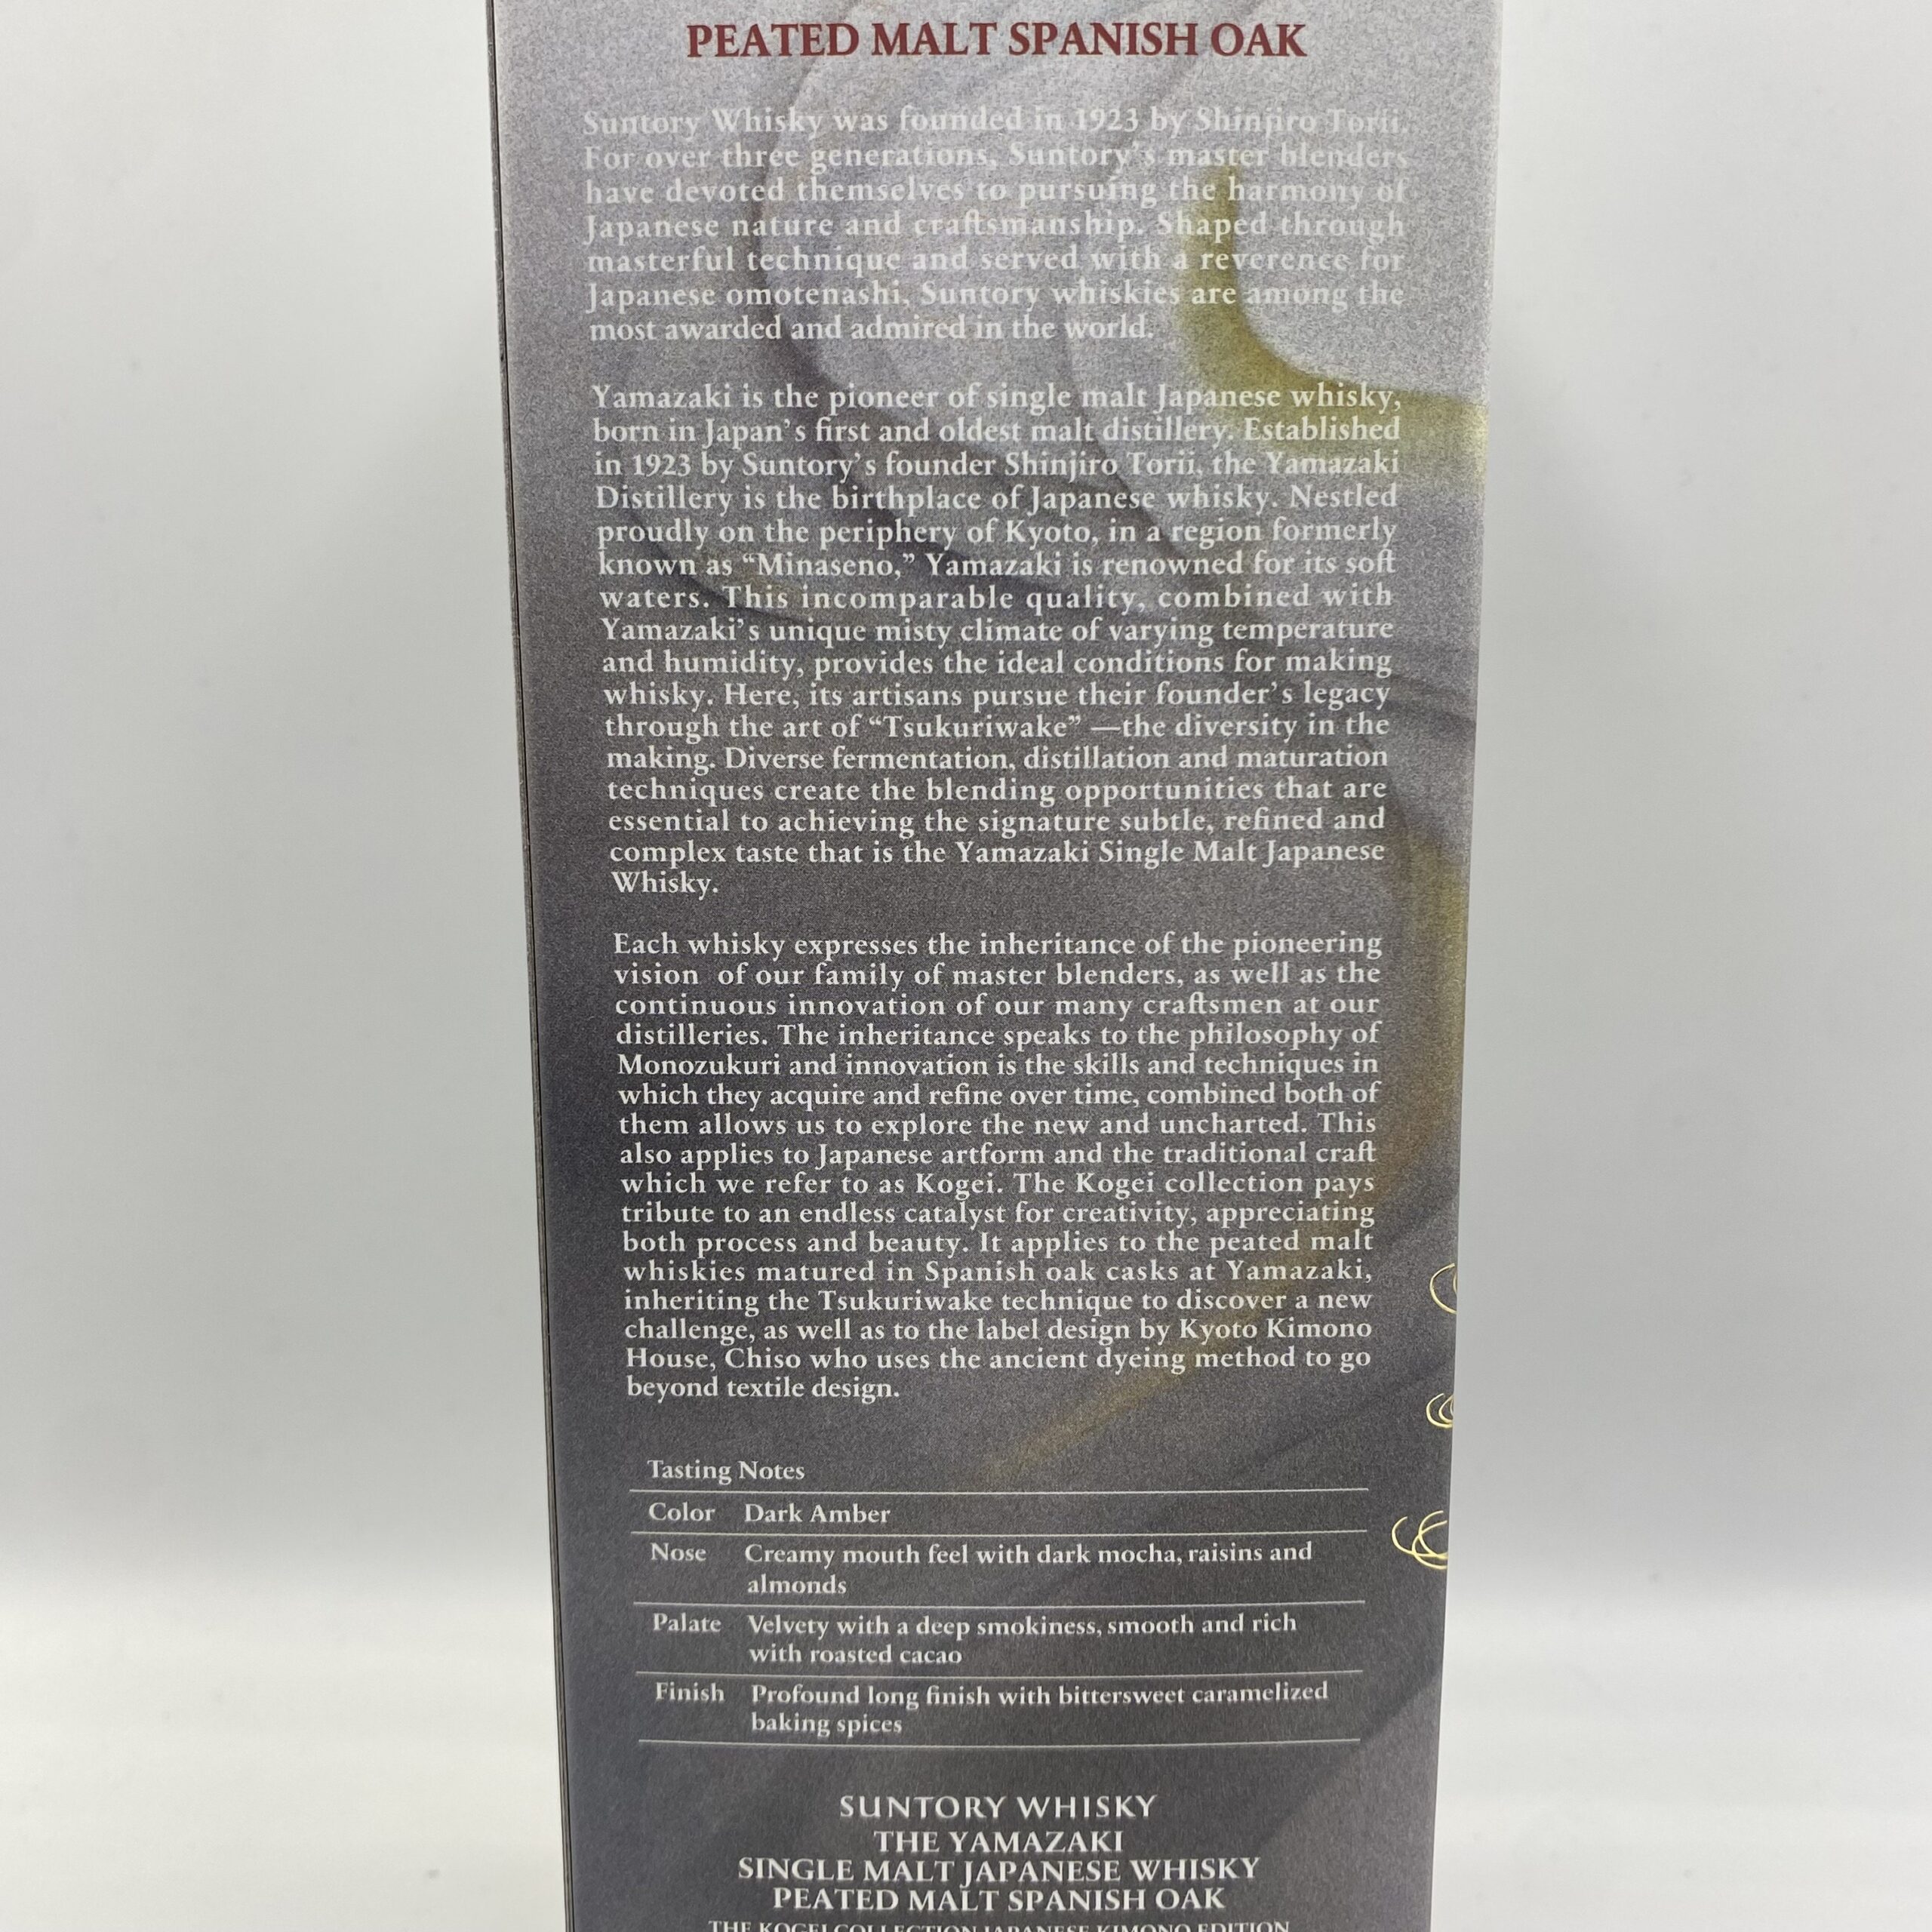 PEATED MALT SPANISH OAK
Suntory Whisky was founded in 1923 by Shinjiro Torii.
For over three generations, Suntory's master blenders
have devoted themselves to pursuing the harmony of
Japanese nature and craftsmanship. Shaped through
masterful technique and served with a reverence for
Japanese omotenashi, Suntory whiskies are among the
most awarded and admired in the world.
Yamazaki is the pioneer of single malt Japanese whisky,
born in Japan's first and oldest malt distillery. Established
in 1923 by Suntory's founder Shinjiro Torii, the Yamazaki
Distillery is the birthplace of Japanese whisky. Nestled
proudly on the periphery of Kyoto, in a region formerly
known as “Minaseno,” Yamazaki is renowned for its soft
waters. This incomparable quality, combined with
Yamazaki's unique misty climate of varying temperature
and humidity, provides the ideal conditions for making
whisky. Here, its artisans pursue their founder's legacy
through the art of “Tsukuriwake” —the diversity in the
making. Diverse fermentation, distillation and maturation
techniques create the blending opportunities that are
essential to achieving the signature subtle, refined and
complex taste that is the Yamazaki Single Malt Japanese
Whisky.
Each whisky expresses the inheritance of the pioneering
vision of our family of master blenders, as well as the
continuous innovation of our many craftsmen at our
distilleries. The inheritance speaks to the philosophy of
Monozukuri and innovation is the skills and techniques in
which they acquire and refine over time, combined both of
them allows us to explore the new and uncharted. This
also applies to Japanese artform and the traditional craft
which we refer to as Kogei. The Kogei collection pays
tribute to an endless catalyst for creativity, appreciating
both process and beauty. It applies to the peated malt
whiskies matured in Spanish oak casks at Yamazaki,
inheriting the Tsukuriwake technique to discover a new
challenge, as well as to the label design by Kyoto Kimono
House, Chiso who uses the ancient dyeing method to go
beyond textile design.
Tasting Notes
Color Dark Amber
Nose Creamy mouth feel with dark mocha, raisins and
almonds
Palate Velvety with a deep smokiness, smooth and rich
with roasted cacao
Finish Profound long finish with bittersweet caramelized
baking spices
SUNTORY WHISKY
THE YAMAZAKI
SINGLE MALT JAPANESE WHISKY
PEATED MALT SPANISH OAK
THE KOGEI COLLECTION JAPANESE KIMONO EDITION